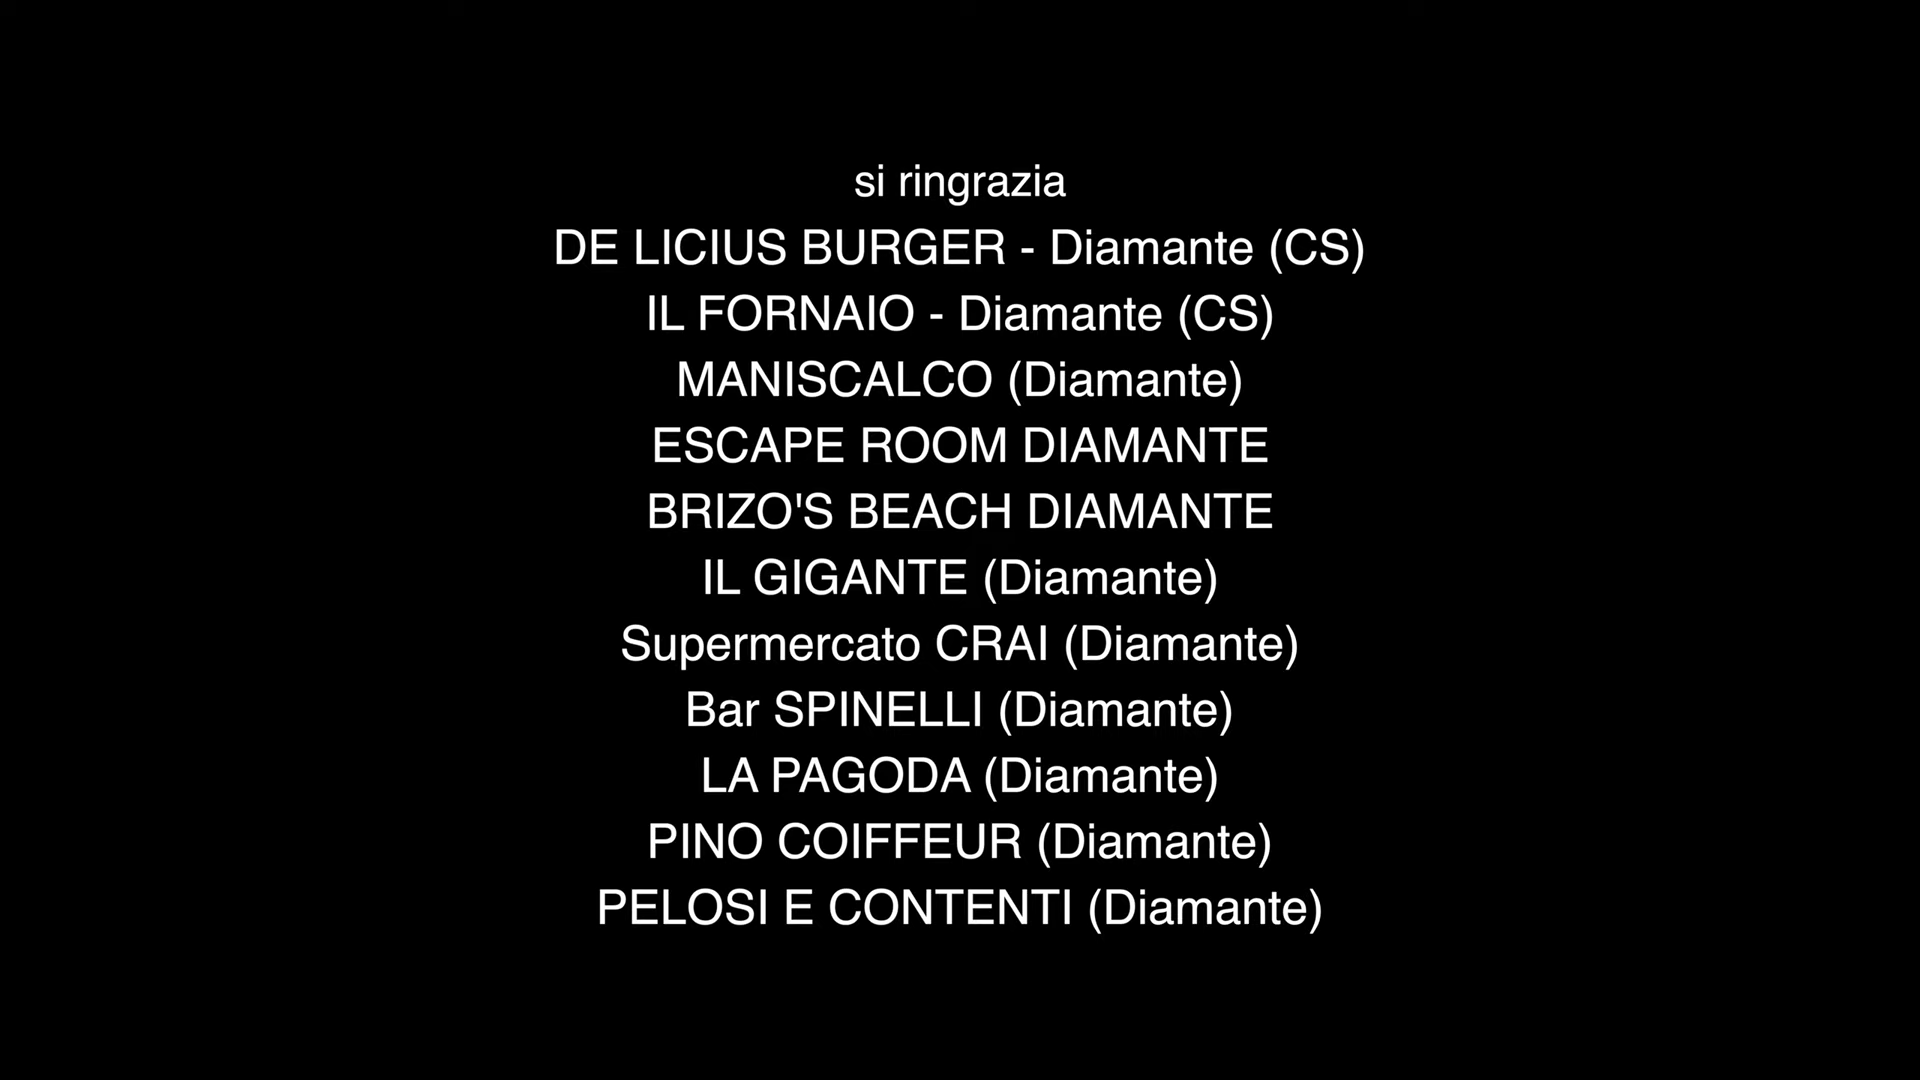 si ringrazia
DE LICIUS BURGER - Diamante (CS)
IL FORNAIO - Diamante (CS)
MANISCALCO (Diamante)
ESCAPE ROOM DIAMANTE
BRIZO'S BEACH DIAMANTE
IL GIGANTE (Diamante)
Supermercato CRAI (Diamante)
Bar SPINELLI (Diamante)
LA PAGODA (Diamante)
PINO COIFFEUR (Diamante)
PELOSI E CONTENTI (Diamante)